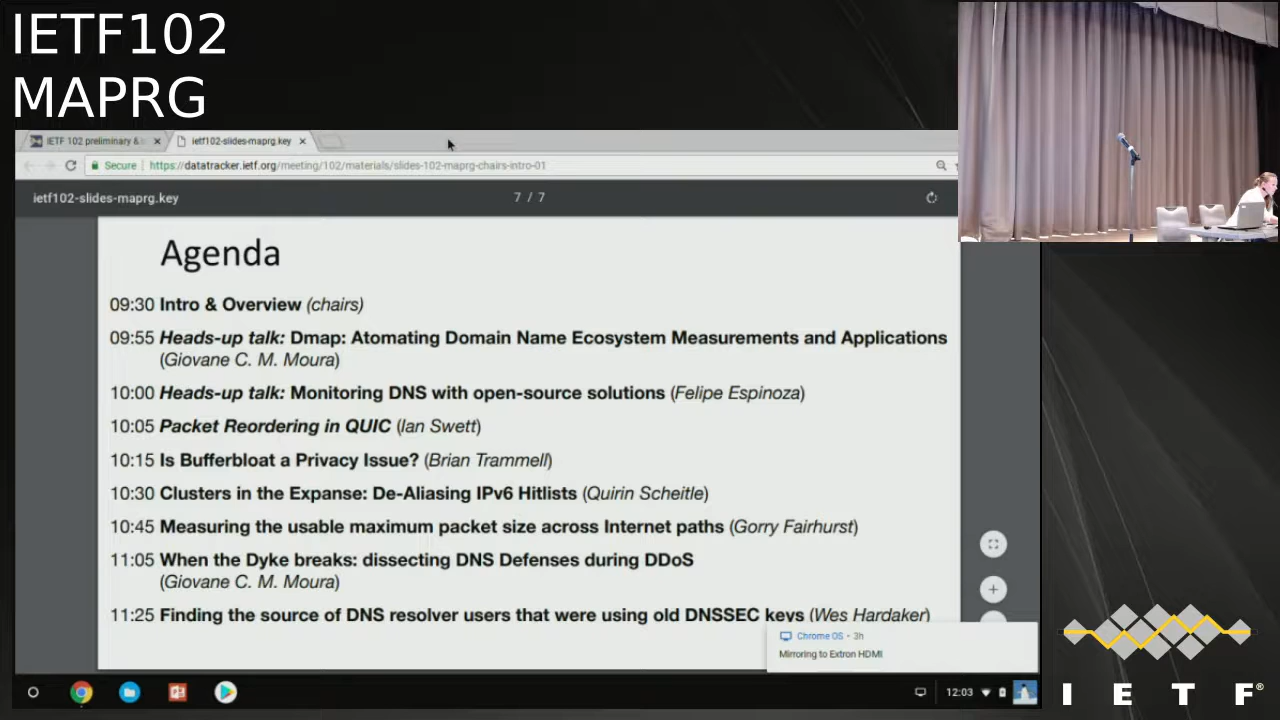 IETF102
MAPRG
IETF 102 preliminary &
ietf102-slides-maprg.key
Secure
https://datatracker.ietf.org/meeting/102/materials/slides-102-maprg-chairs-intro-01
ietf102-slides-maprg.key
7 / 7
Agenda
09:30 Intro & Overview (chairs)
09:55 Heads-up talk: Dmap: Atomating Domain Name Ecosystem Measurements and Applications
(Giovane C. M. Moura)
10:00 Heads-up talk: Monitoring DNS with open-source solutions (Felipe Espinoza)
10:05 Packet Reordering in QUIC (Ian Swett)
10:15 Is Bufferbloat a Privacy Issue? (Brian Trammell)
10:30 Clusters in the Expanse: De-Aliasing IPv6 Hitlists (Quirin Scheitle)
10:45 Measuring the usable maximum packet size across Internet paths (Gorry Fairhurst)
11:05 When the Dyke breaks: dissecting DNS Defenses during DDoS
(Giovane C. M. Moura)
11:25 Finding the source of DNS resolver users that were using old DNSSEC keys (Wes Hardaker)
Chrome OS • 3h
Mirroring to Extron HDMI
12:03
I E T F®